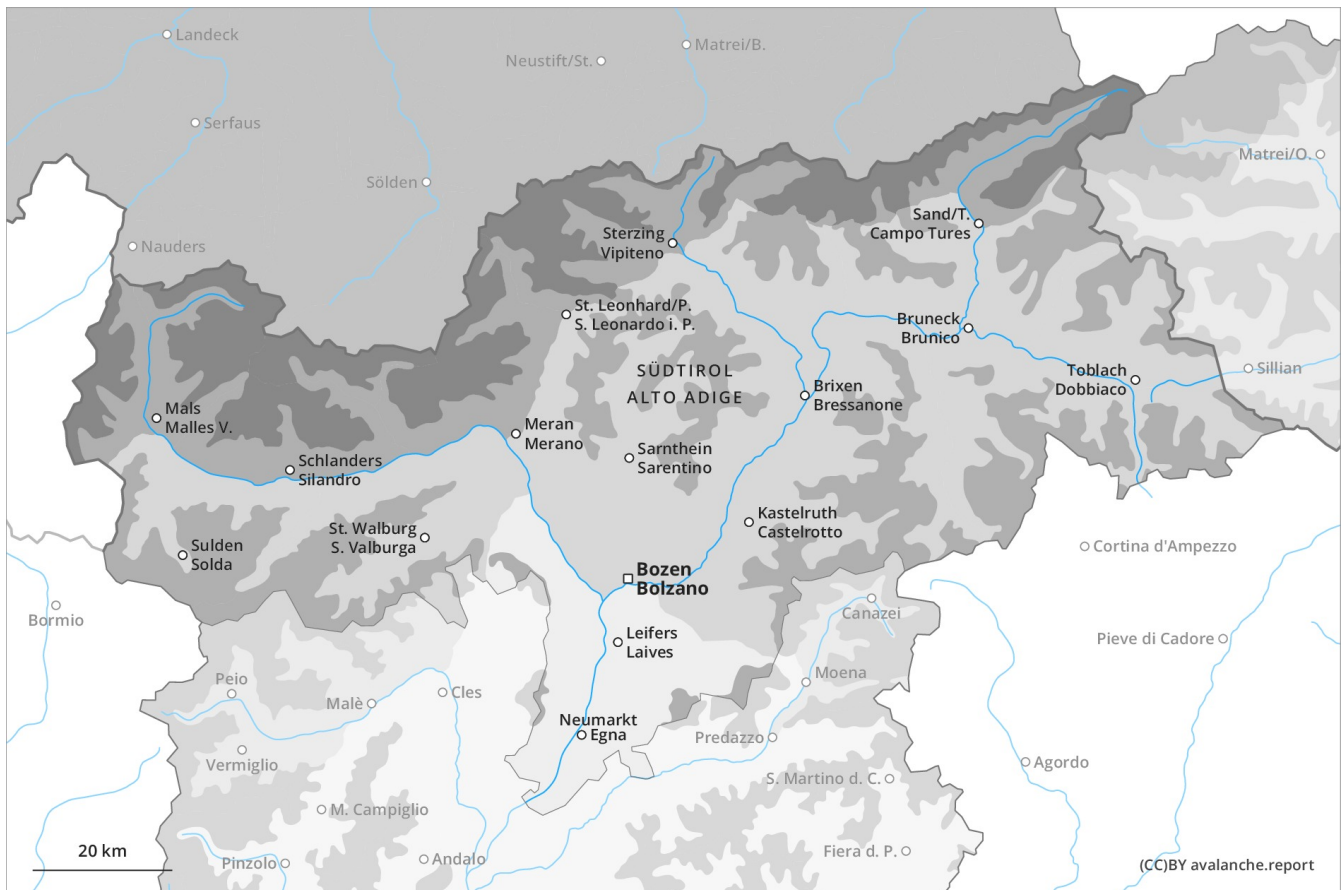 Landeck
Matrei/B.
Neustift/St.
Serfaus
Matrei/O.
Sölden
Sand/T.
Campo Tures
Sterzing
Vipiteno
Nauders
St. Leonhard/P.
S. Leonardo i. P.
Bruneck
Brunico
SÜDTIROL
ALTO ADIGE
Toblach
Dobbiaco
Sillian
Brixen
Bressanone
Mals
Malles V.
Meran
Merano
Schlanders
Silandro
Sarnthein
Sarentino
Kastelruth
Castelrotto
St. Walburg
S. Valburga
Sulden
Solda
Cortina d'Ampezzo
Bozen
Bolzano
Bormio
Canazei
Leifers
Laives
Pieve di Cadore
Peio
Moena
Malè
Cles
Neumarkt
Egna
Predazzo
Vermiglio
Agordo
S. Martino d. C.
M. Campiglio
20 km
Pinzolo
Andalo
Fiera d. P.
(CC)BY avalanche.report